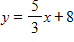 y = 5/3 x + 8